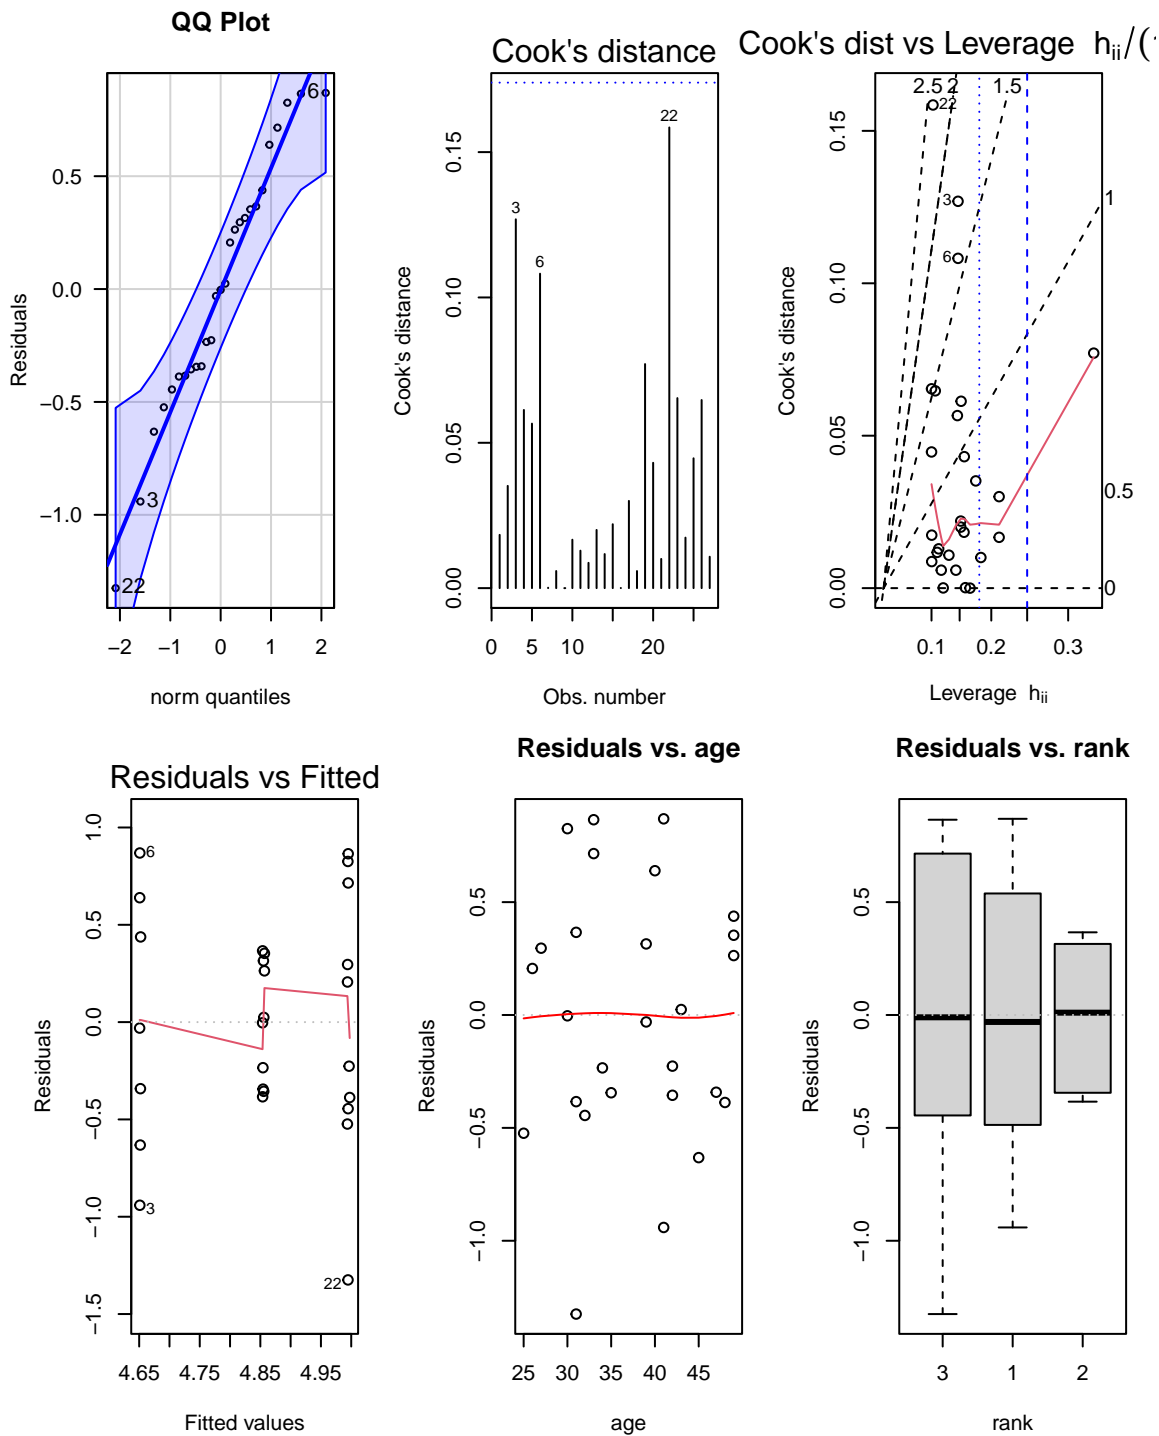 QQ Plot
Residuals
0.5
0.0
−0.5
−1.0
6
3
22
−2 −1 0 1 2
norm quantiles
Cook's distance
Cook's distance
0.15
0.10
0.05
0.00
3
6
22
0 5 10 20
Obs. number
Cook's dist vs Leverage hii/(1
Cook's distance
0.15
0.10
0.05
0.00
2.5 2 1.5
22
3
6
1
0.5
0
0.1 0.2 0.3
Leverage hii
Residuals vs Fitted
Residuals
1.0
0.5
0.0
−0.5
−1.0
−1.5
6
3
22
4.65 4.75 4.85 4.95
Fitted values
Residuals vs. age
Residuals
0.5
0.0
−0.5
−1.0
25 30 35 40 45
age
Residuals vs. rank
Residuals
0.5
0.0
−0.5
−1.0
3 1 2
rank